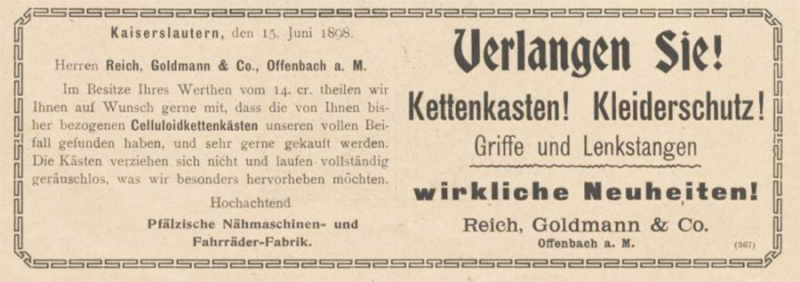 Kaiserslautern, den 15. Juni 1898.
Herren Reich, Goldmann & Co., Offenbach a. M.
Im Besitze Ihres Werthen vom 14. cr. theilen wir
Ihnen auf Wunsch gerne mit, dass die von Ihnen bis-
her bezogenen Celluloidkettenkästen unseren vollen Bei-
fall gefunden haben, und sehr gerne gekauft werden.
Die Kästen verziehen sich nicht und laufen vollständig
geräuschlos, was wir besonders hervorheben möchten.
Hochachtend
Pfälzische Nähmaschinen- und
Fahrräder-Fabrik.
Verlangen Sie!
Kettenkasten! Kleiderschutz!
Griffe und Lenkstangen
wirkliche Neuheiten!
Reich, Goldmann & Co.
Offenbach a. M.
(367)